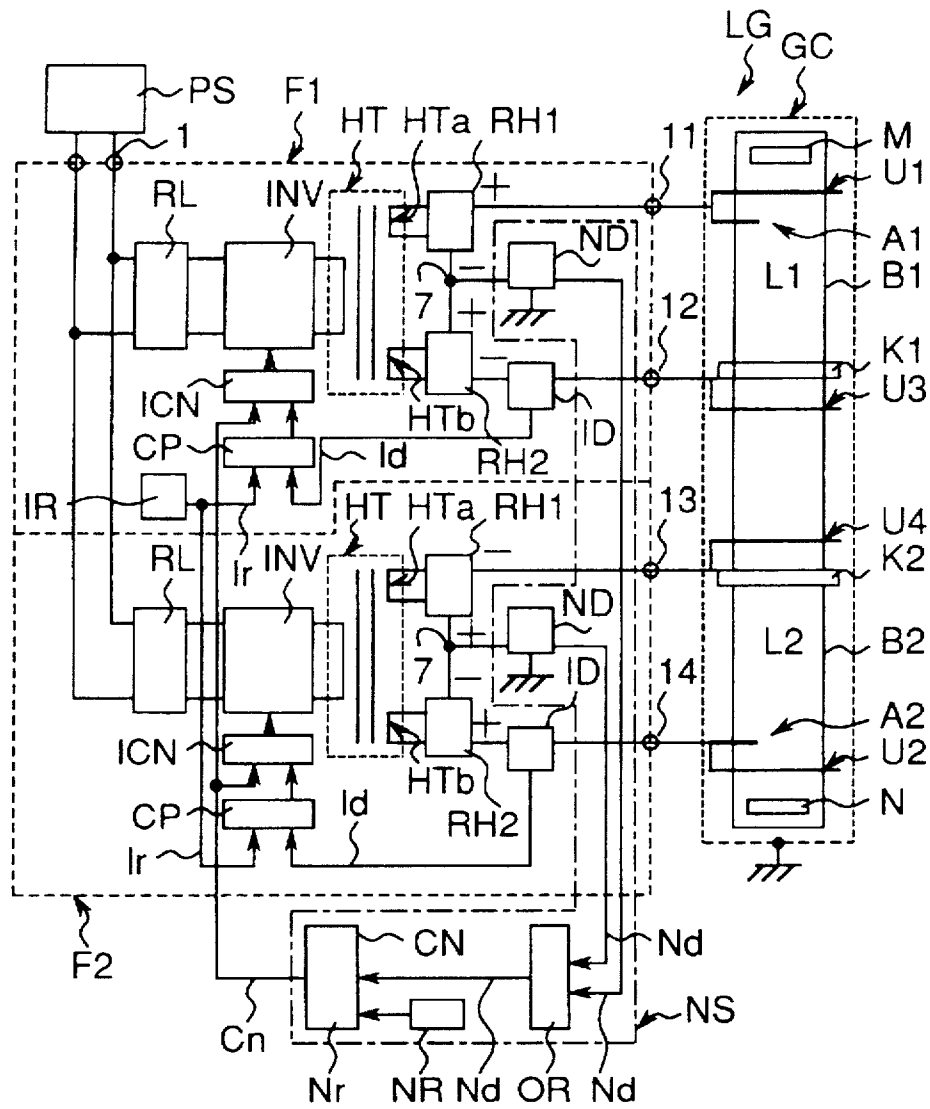 LG
GC
PS
F1
HT HTa RH1
1
11
M
U1
RL
INV
+
ND
A1
L1
B1
7
−
+
12
K1
ICN
−
U3
HTb
ID
CP
Id
RH2
IR
Ir
HT HTa RH1
13
U4
RL
INV
−
K2
ND
7
+
−
ID
L2
B2
14
+
A2
ICN
U2
HTb
CP
Id
RH2
N
Ir
F2
CN
Nd
NS
Cn
Nr NR Nd OR Nd